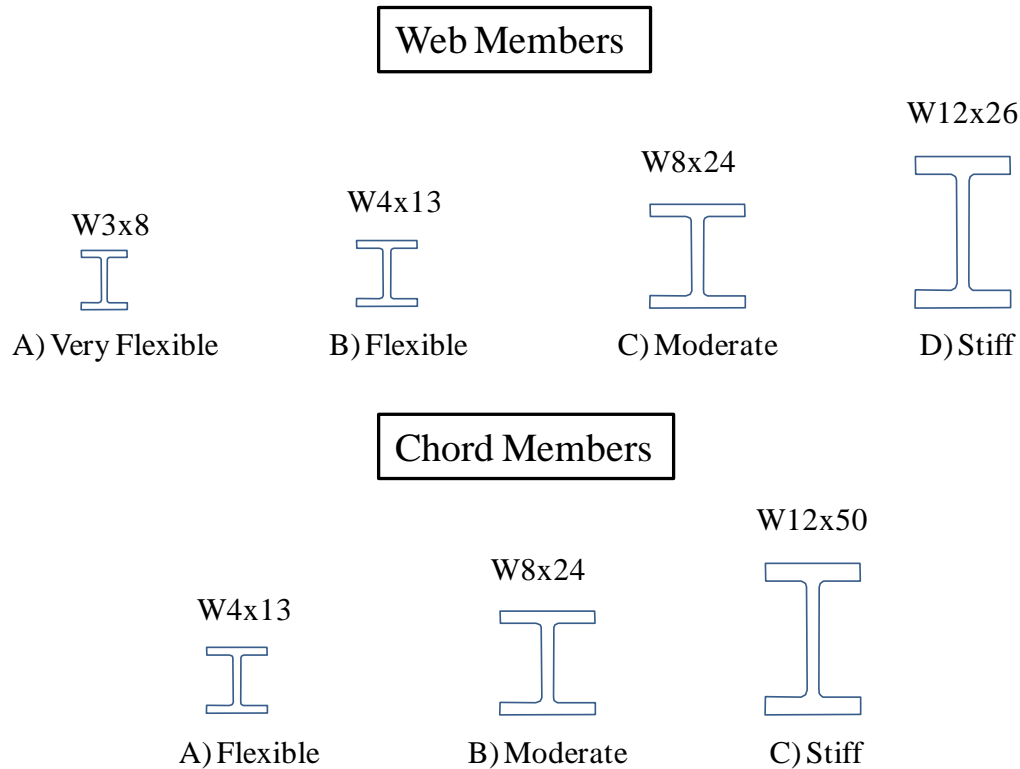 Web Members
W12x26
W8x24
W4x13
W3x8
A) Very Flexible
B) Flexible
C) Moderate
D) Stiff
Chord Members
W12x50
W8x24
W4x13
A) Flexible
B) Moderate
C) Stiff